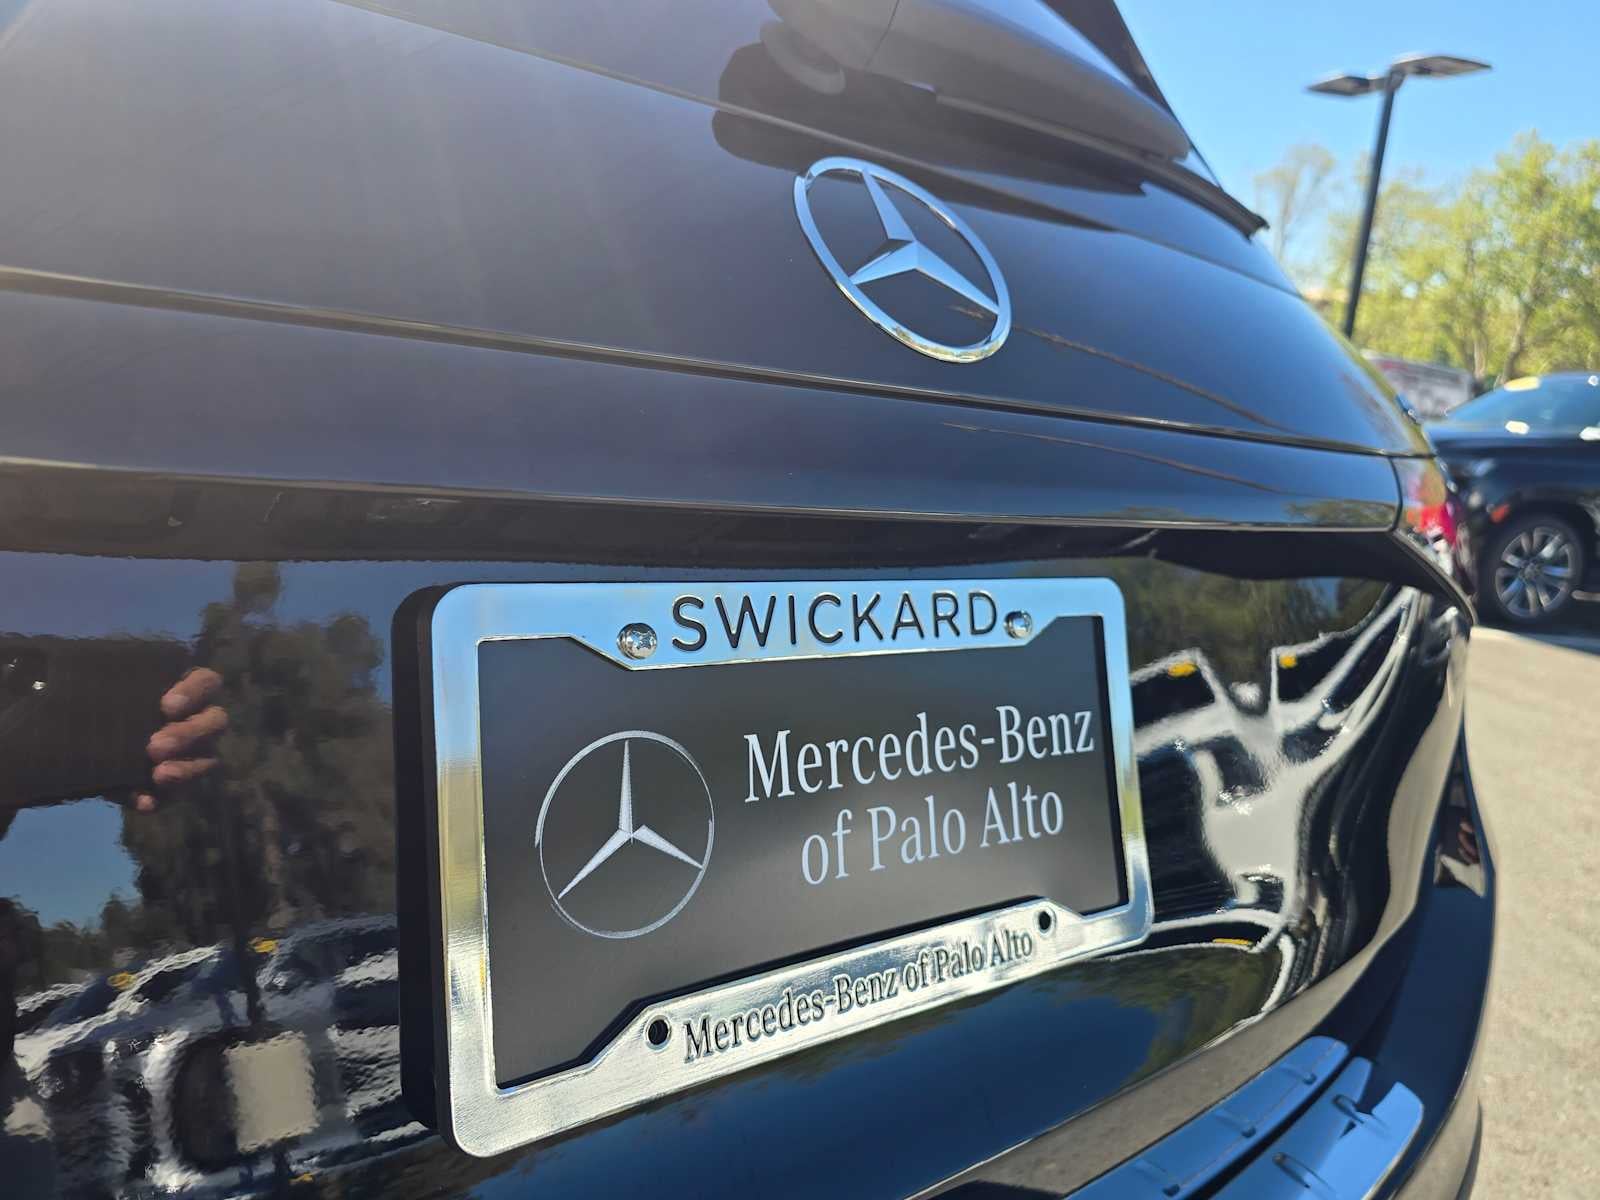 SWICKARD
Mercedes-Benz
of Palo Alto
Mercedes-Benz of Palo Alto